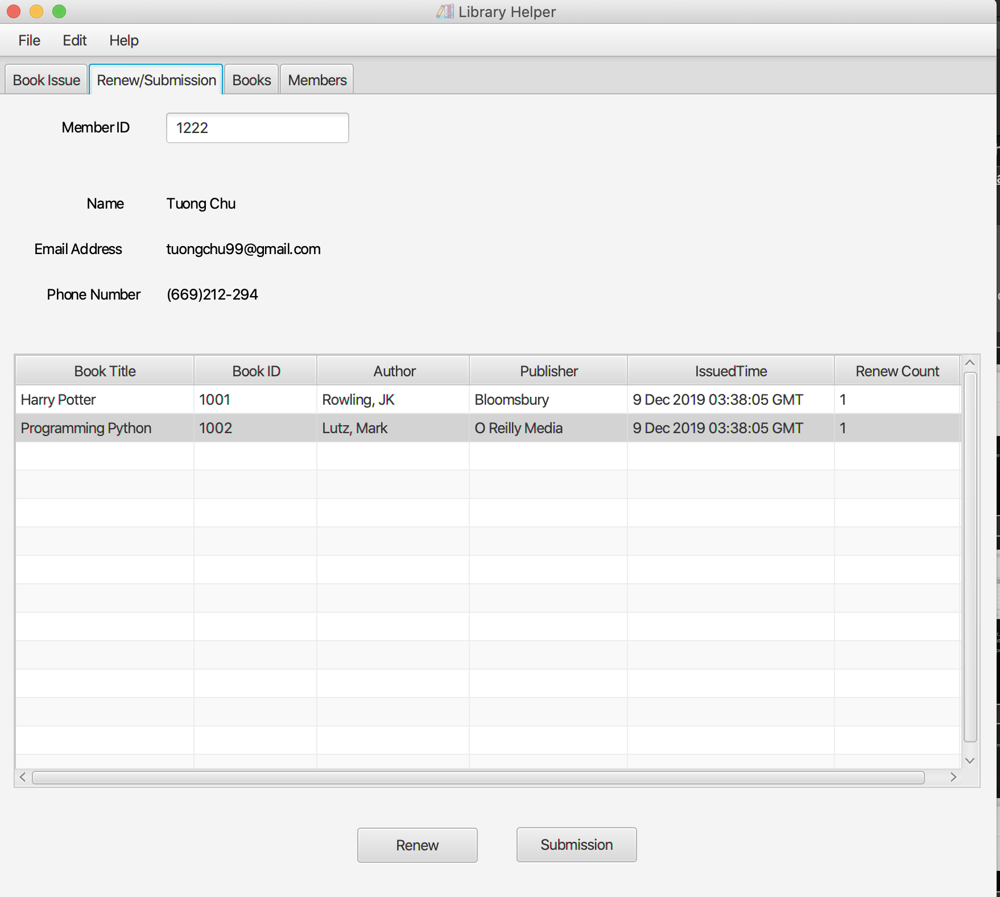 Library Helper
File Edit Help
Book Issue Renew/Submission Books Members
Member ID 1222
Name Tuong Chu
Email Address tuongchu99@gmail.com
Phone Number (669)212-294
Book Title Book ID Author Publisher IssuedTime Renew Count
Harry Potter 1001 Rowling, JK Bloomsbury 9 Dec 2019 03:38:05 GMT 1
Programming Python 1002 Lutz, Mark O Reilly Media 9 Dec 2019 03:38:05 GMT 1
Renew Submission